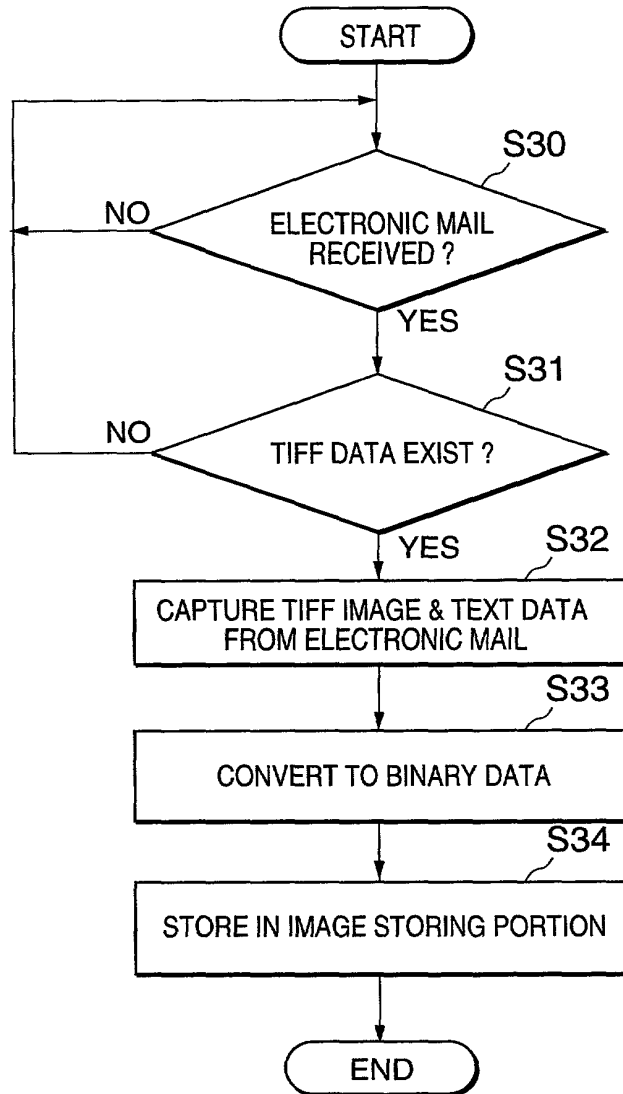 START
S30
NO
ELECTRONIC MAIL
RECEIVED ?
YES
S31
NO
TIFF DATA EXIST ?
YES
S32
CAPTURE TIFF IMAGE & TEXT DATA
FROM ELECTRONIC MAIL
S33
CONVERT TO BINARY DATA
S34
STORE IN IMAGE STORING PORTION
END